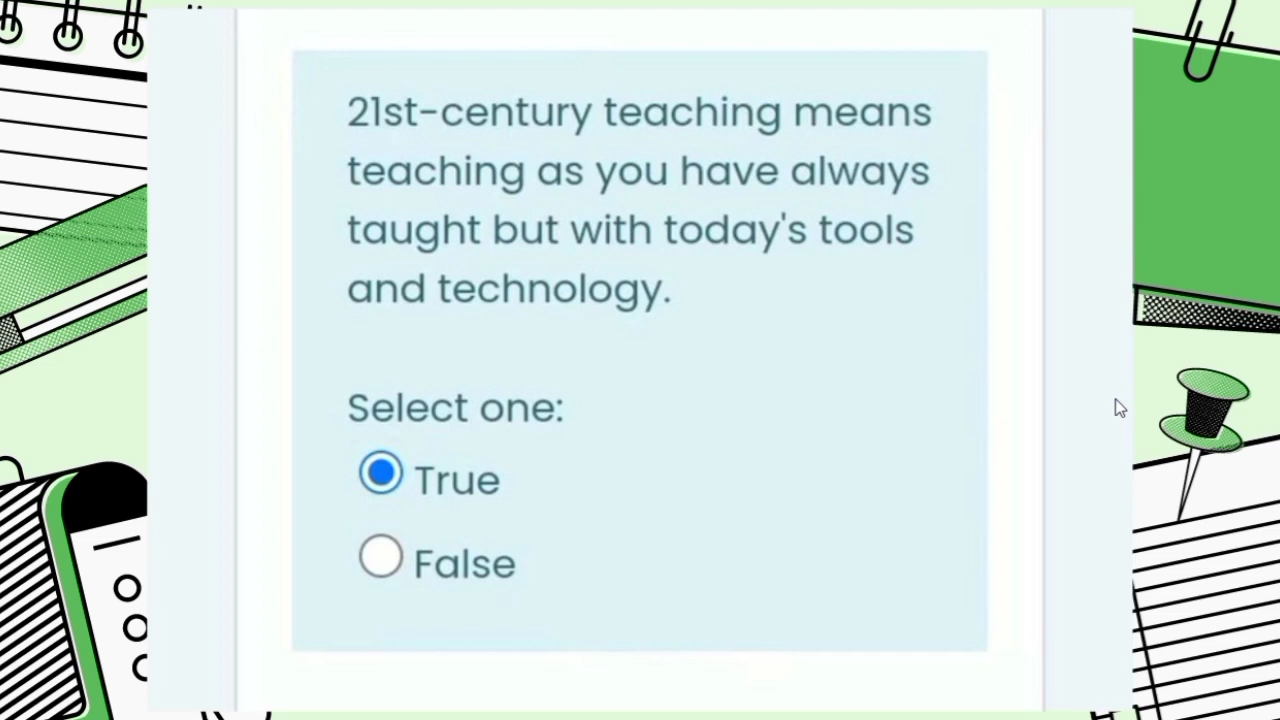 21st-century teaching means
teaching as you have always
taught but with today's tools
and technology.
Select one:
True
False